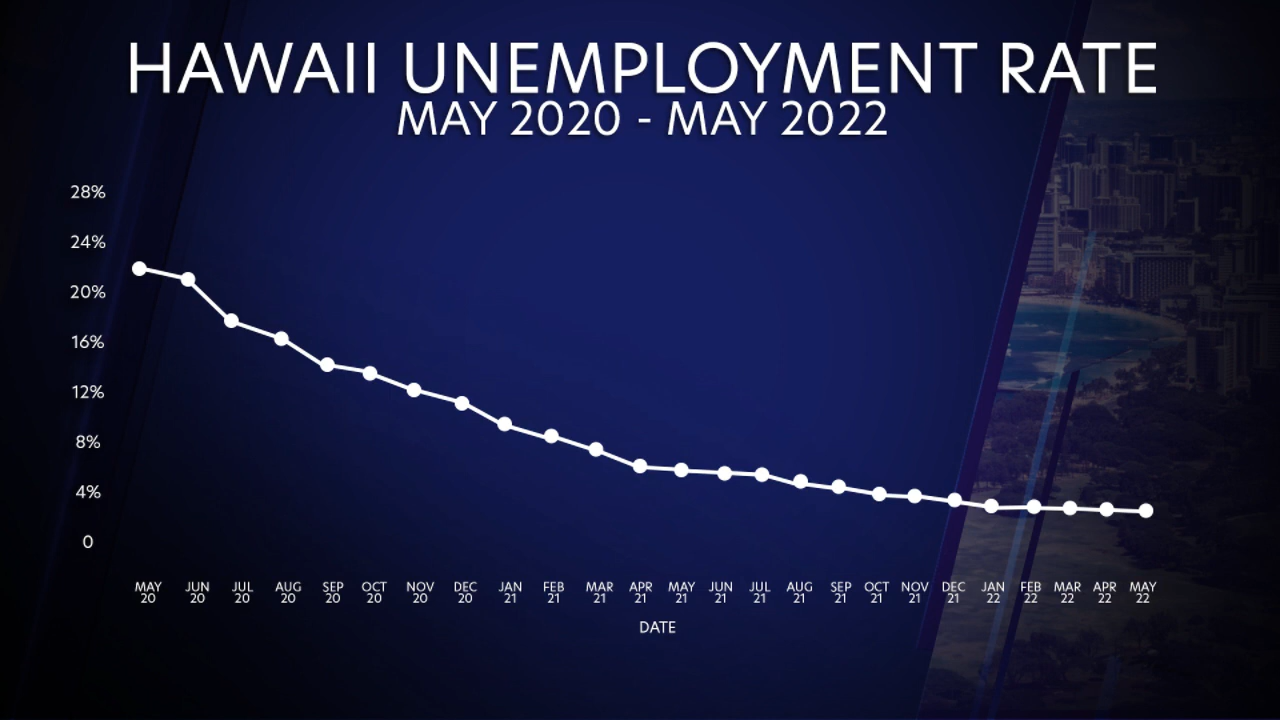 HAWAII UNEMPLOYMENT RATE
MAY 2020 - MAY 2022
28%
24%
20%
16%
12%
8%
4%
0
MAY JUN JUL AUG SEP OCT NOV DEC JAN FEB MAR APR MAY JUN JUL AUG SEP OCT NOV DEC JAN FEB MAR APR MAY
20 20 20 20 20 20 20 20 21 21 21 21 21 21 21 21 21 21 21 21 22 22 22 22 22
DATE